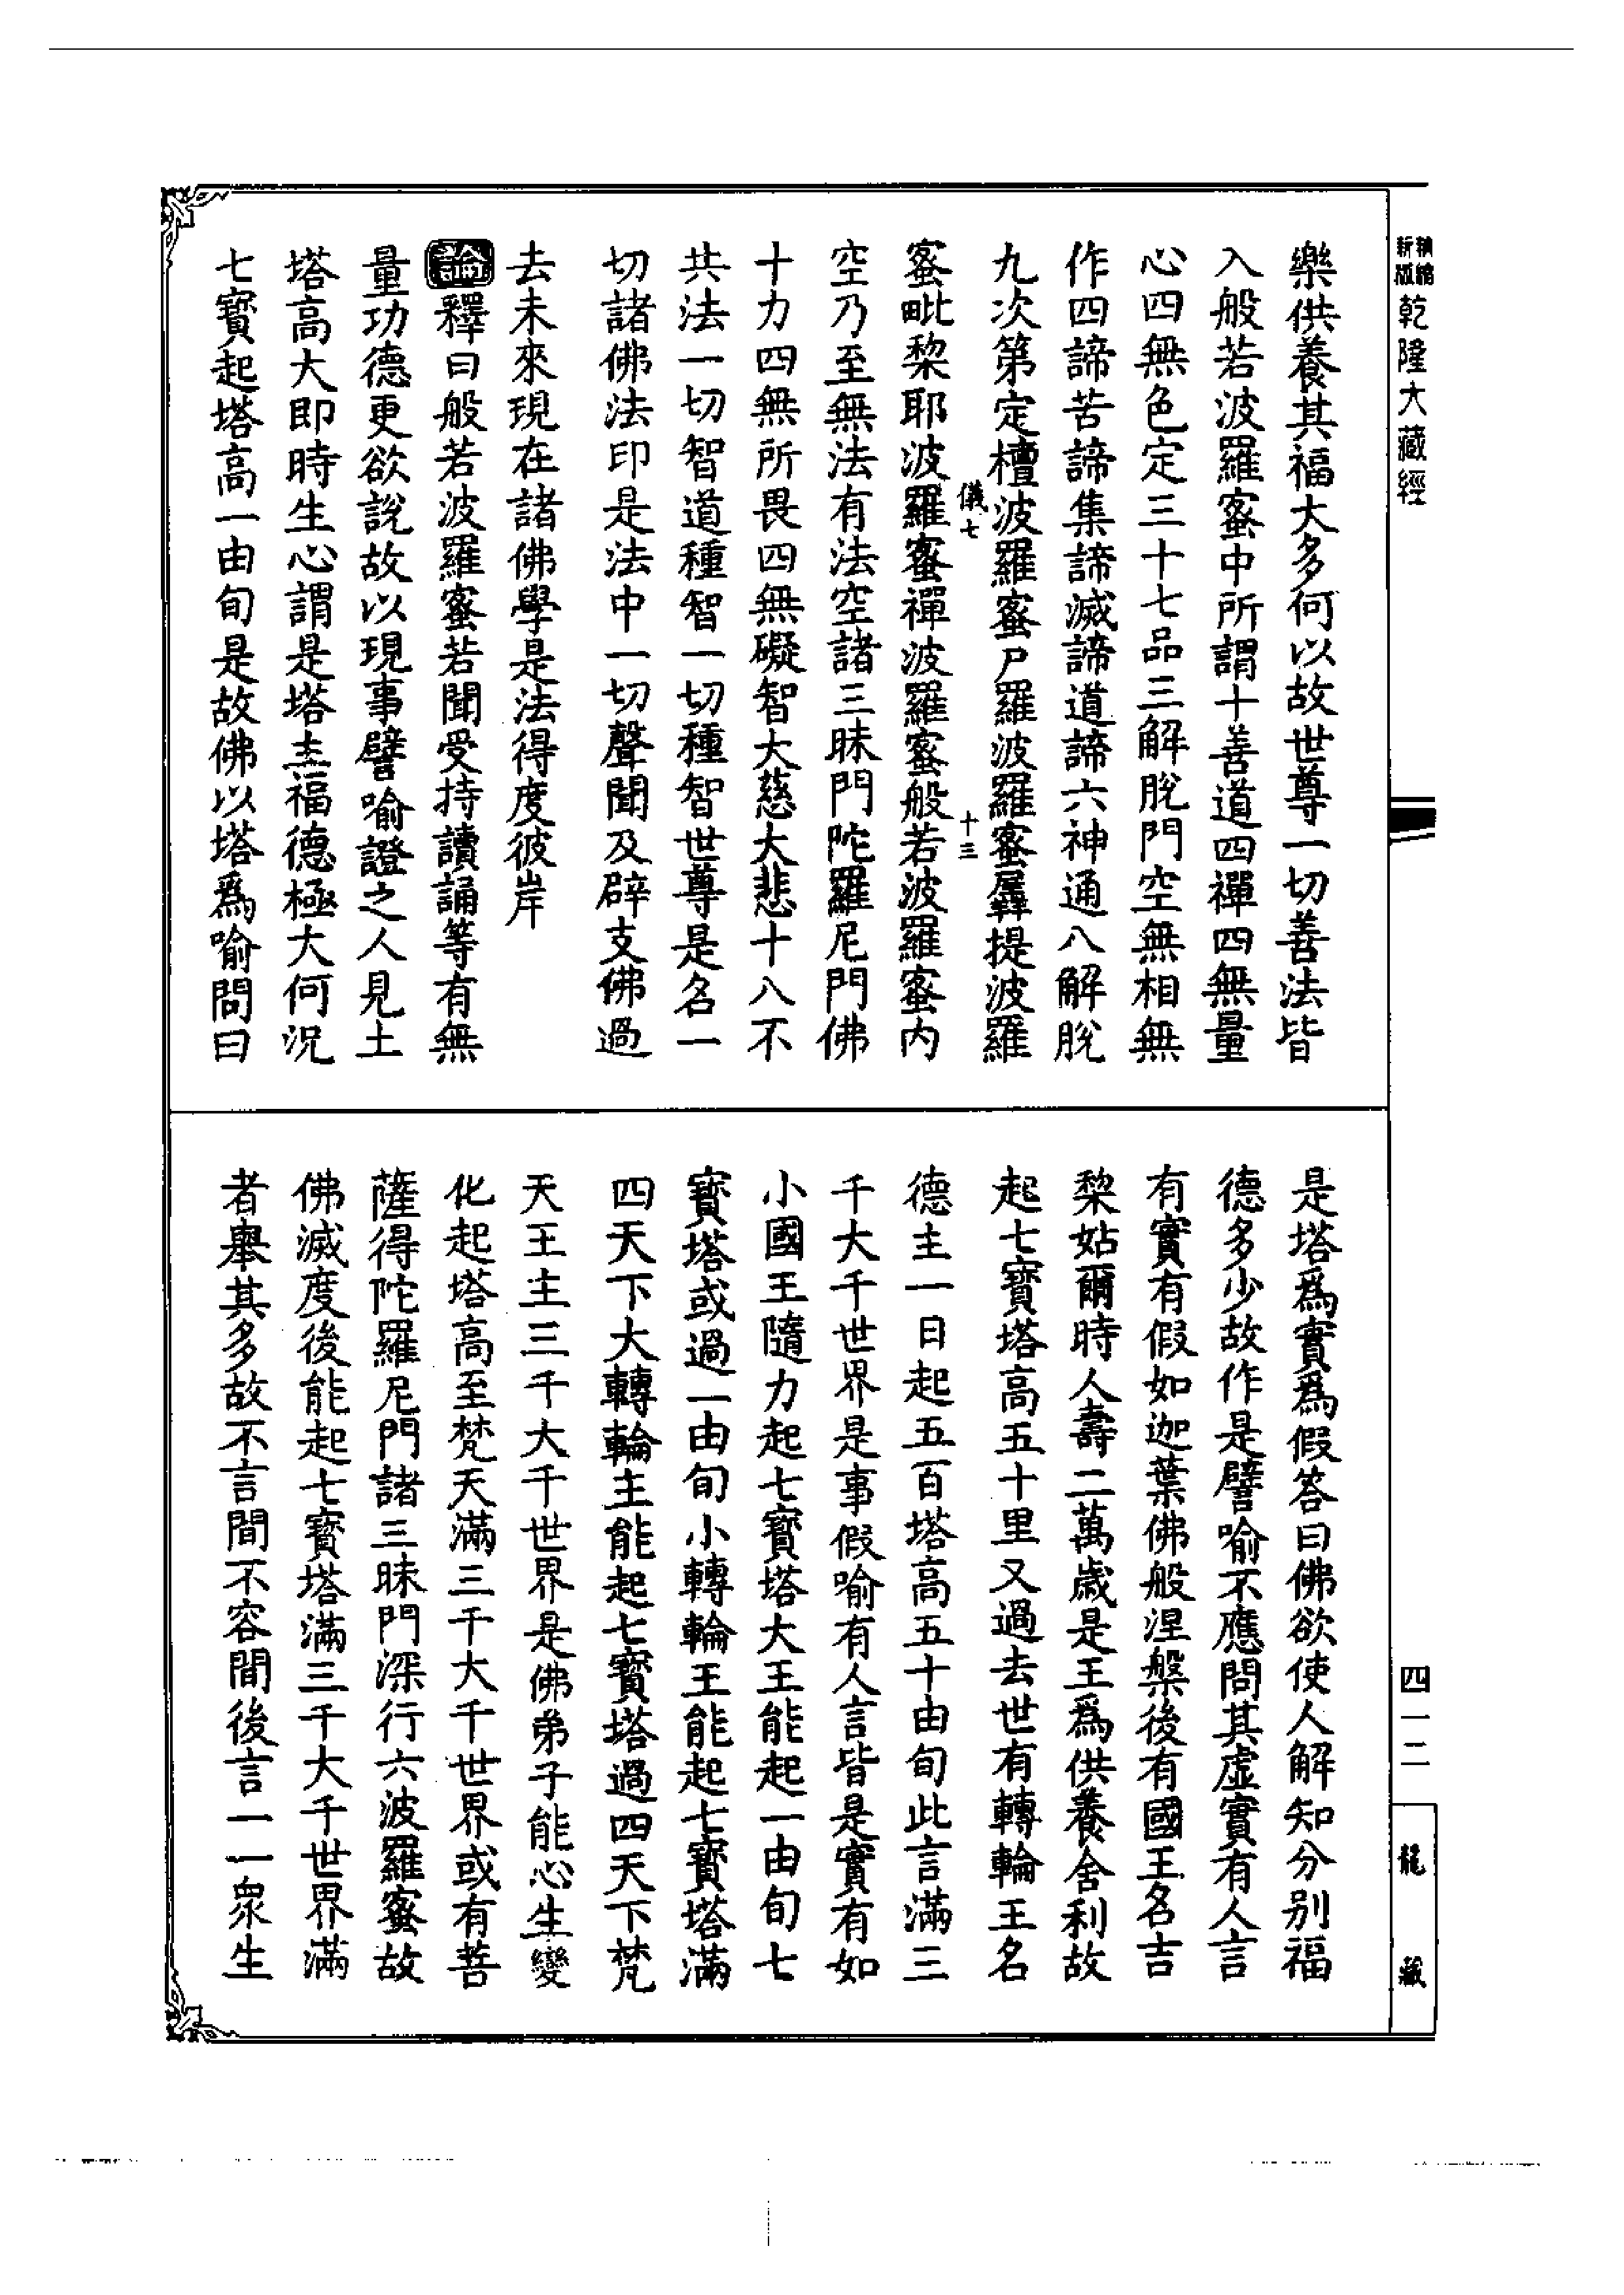 新版精縮乾隆大藏經
四一二
龍藏
樂供養其福大多何以故世尊一切善法皆
入般若波羅蜜中所謂十善道四禪四無量
心四無色定三十七品三解脫門空無相無
作四諦苦諦集諦滅諦道諦六神通八解脫
九次第定檀波羅蜜尸羅波羅蜜羼提波羅
儀七
十三
蜜毗梨耶波羅蜜禪波羅蜜般若波羅蜜內
空乃至無法有法空諸三昧門陀羅尼門佛
十力四無所畏四無礙智大慈大悲十八不
共法一切智道種智一切種智世尊是名一
切諸佛法印是法中一切聲聞及辟支佛過
去未來現在諸佛學是法得度彼岸
論釋曰般若波羅蜜若聞受持讀誦等有無
量功德更欲說故以現事譬喻證之人見土
塔高大即時生心謂是塔主福德極大何況
七寶起塔高一由旬是故佛以塔為喻問曰
是塔為實為假答曰佛欲使人解知分別福
德多少故作是譬喻不應問其虛實有人言
有實有假如迦葉佛般涅槃後有國王名吉
梨姑爾時人壽二萬歲是王為供養舍利故
起七寶塔高五十里又過去世有轉輪王名
德主一日起五百塔高五十由旬此言滿三
千大千世界是事假喻有人言皆是實有如
小國王隨力起七寶塔大王能起一由旬七
寶塔或過一由旬小轉輪王能起七寶塔滿
四天下大轉輪主能起七寶塔過四天下梵
天王主三千大千世界是佛弟子能心生變
化起塔高至梵天滿三千大千世界或有菩
薩得陀羅尼門諸三昧門深行六波羅蜜故
佛滅度後能起七寶塔滿三千大千世界滿
者舉其多故不言間不容間後言一一眾生